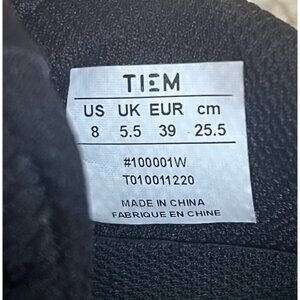 TIEM
US UK EUR cm
8 5.5 39 25.5
#100001W
T010011220
MADE IN CHINA
FABRIQUE EN CHINE